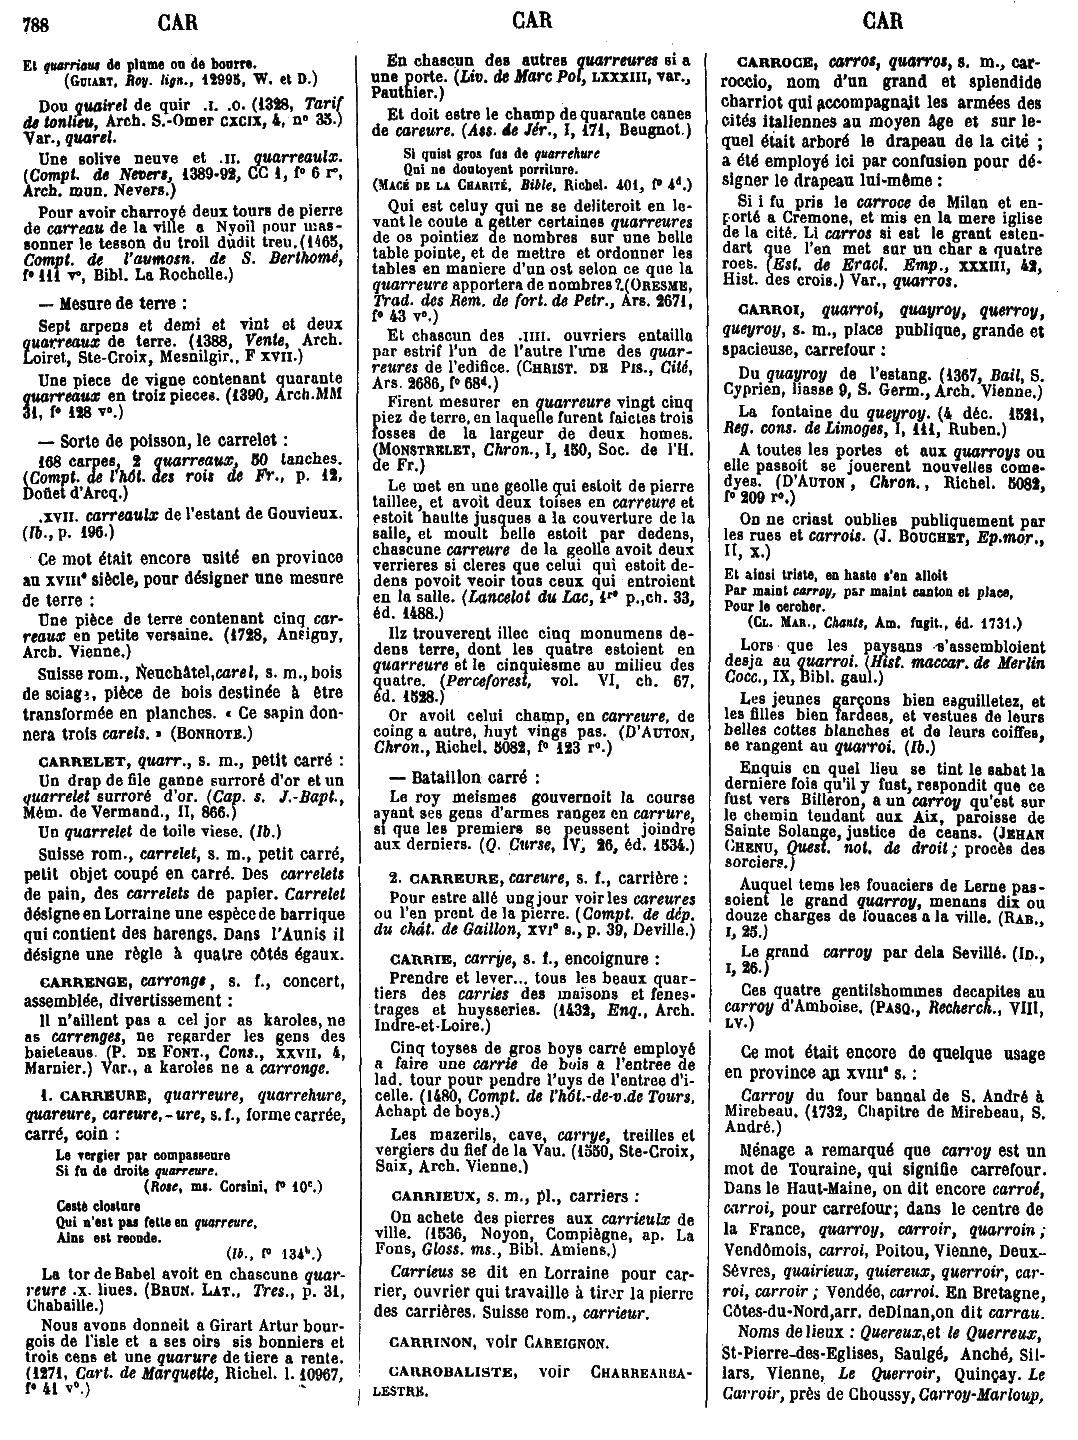 788 CAR CAR CAR
Et quarriaus de plume ou de bourre.
(GUIART, Roy. lign., 12995, W. et D.)
Dou quairel de quir .I. .O. (1328, Tarif
de tonlieu, Arch. S.-Omer CXCIX, 4, n° 35.)
Var., quarel.
Une solive neuve et .II. quarreaulx.
(Compt. de Nevers, 1389-92, CC 1, f° 6 r°,
Arch. mun. Nevers.)
Pour avoir charroyé deux tours de pierre
de carreau de la ville a Nyoil pour mas-
sonner le tesson du troil dudit treu.(1465,
Compt. de l'aumosn. de S. Berthomé,
f° III v°, Bibl. La Rochelle.)
— Mesure de terre :
Sept arpens et demi et vint et deux
quarreaux de terre. (1388, Vente, Arch.
Loiret, Ste-Croix, Mesnilgir., F XVII.)
Une piece de vigne contenant quarante
quarreaux en troiz pieces. (1390, Arch.MM
31, f° 128 v°.)
— Sorte de poisson, le carrelet :
168 carpes, 2 quarreaux, 50 tanches.
(Compt. de l'hôt. des rois de Fr., p. 12,
Douët d'Arcq.)
.XVII. carreaulx de l'estant de Gouvieux.
(Ib., p. 196.)
Ce mot était encore usité en province
au XVIIIe siècle, pour désigner une mesure
de terre :
Une pièce de terre contenant cinq car-
reaux en petite versaine. (1728, Antigny,
Arch. Vienne.)
Suisse rom., Neuchâtel,carel, s. m., bois
de sciage, pièce de bois destinée à être
transformée en planches. « Ce sapin don-
nera trois carels. » (BONHOTE.)
CARRELET, quarr., s. m., petit carré :
Un drap de file ganne surroré d'or et un
quarrelet surroré d'or. (Cap. s. J.-Bapt.,
Mém. de Vermand., II, 866.)
Un quarrelet de toile viese. (Ib.)
Suisse rom., carrelet, s. m., petit carré,
petit objet coupé en carré. Des carrelets
de pain, des carrelets de papier. Carrelet
désigne en Lorraine une espèce de barrique
qui contient des harengs. Dans l'Aunis il
désigne une règle à quatre côtés égaux.
CARRENGE, carronge, s. f., concert,
assemblée, divertissement :
Il n'aillent pas a cel jor as karoles, ne
as carrenges, ne regarder les gens des
baieteaus. (P. DE FONT., Cons., XXVII, 4,
Marnier.) Var., a karoles ne a carronge.
1. CARREURE, quarreure, quarrehure,
quareure, careure, -ure, s. f., forme carrée,
carré, coin :
Le vergier par compasseure
Si fu de droite quarreure.
(Rose, ms. Corsini, f° 10c.)
Ceste closture
Qui n'est pas fette en quarreure,
Ains est reonde.
(Ib., f° 134b.)
La tor de Babel avoit en chascune quar-
reure .X. liues. (BRUN. LAT., Tres., p. 31,
Chabaille.)
Nous avons donneit a Girart Artur bour-
gois de l'isle et a ses oirs sis bonniers et
trois cens et une quarure de tiere a rente.
(1271, Cart. de Marquette, Richel. l. 10967,
f° 41 v°.)
En chascun des autres quarreures si a
une porte. (Liv. de Marc Pol, LXXXIII, var.,
Pauthier.)
Et doit estre le champ de quarante canes
de careure. (Ass. de Jér., I, 171, Beugnot.)
Si quist gros fus de quarrehure
Qui ne doutoyent porriture.
(MACÉ DE LA CHARITÉ, Bible, Richel. 401, f° 4d.)
Qui est celuy qui ne se deliteroit en le-
vant le coute a getter certaines quarreures
de os pointiez de nombres sur une belle
table pointe, et de mettre et ordonner les
tables en maniere d'un ost selon ce que la
quarreure apportera de nombres?.(ORESME,
Trad. des Rem. de fort. de Petr., Ars. 2671,
f° 43 v°.)
Et chascun des .IIII. ouvriers entailla
par estrif l'un de l'autre l'une des quar-
reures de l'edifice. (CHRIST. DE PIS., Cité,
Ars. 2686, f° 68d.)
Firent mesurer en quarreure vingt cinq
piez de terre, en laquelle furent faictes trois
fosses de la largeur de deux homes.
(MONSTRELET, Chron., I, 150, Soc. de l'H.
de Fr.)
Le met en une geolle qui estoit de pierre
taillee, et avoit deux toises en carreure et
estoit haulte jusques a la couverture de la
salle, et moult belle estoit par dedens,
chascune carreure de la geolle avoit deux
verrieres si cleres que celui qui estoit de-
dens povoit veoir tous ceux qui entroient
en la salle. (Lancelot du Lac, 1re p.,ch. 33,
éd. 1488.)
Ilz trouverent illec cinq monumens de-
dens terre, dont les quatre estoient en
quarreure et le cinquiesme au milieu des
quatre. (Perceforest, vol. VI, ch. 67,
éd. 1528.)
Or avoit celui champ, en carreure, de
coing a autre, huyt vings pas. (D'AUTON,
Chron., Richel. 5082, f° 123 r°.)
— Bataillon carré :
Le roy meismes gouvernoit la course
ayant ses gens d'armes rangez en carrure,
si que les premiers se peussent joindre
aux derniers. (Q. Curse, IV, 26, éd. 1534.)
2. CARREURE, careure, s. f., carrière :
Pour estre allé ung jour voir les careures
ou l'en prent de la pierre. (Compt. de dép.
du chât. de Gaillon, XVIe s., p. 39, Deville.)
CARRIE, carrye, s. f., encoignure :
Prendre et lever... tous les beaux quar-
tiers des carries des maisons et fenes-
trages et huysseries. (1432, Enq., Arch.
Indre-et-Loire.)
Cinq toyses de gros boys carré employé
a faire une carrie de bois a l'entree de
lad. tour pour pendre l'uys de l'entree d'i-
celle. (1480, Compt. de l'hôt.-de-v.de Tours,
Achapt de boys.)
Les mazerils, cave, carrye, treilles et
vergiers du fief de la Vau. (1550, Ste-Croix,
Saix, Arch. Vienne.)
CARRIEUX, s. m., pl., carriers :
On achete des pierres aux carrieulx de
ville. (1536, Noyon, Compiègne, ap. La
Fons, Gloss. ms., Bibl. Amiens.)
Carrieus se dit en Lorraine pour car-
rier, ouvrier qui travaille à tirer la pierre
des carrières. Suisse rom., carrieur.
CARRINON, voir CAREIGNON.
CARROBALISTE, voir CHARREARBA-
LESTRE.
CARROCE, carros, quarros, s. m., car-
roccio, nom d'un grand et splendide
charriot qui accompagnait les armées des
cités italiennes au moyen âge et sur le-
quel était arboré le drapeau de la cité ;
a été employé ici par confusion pour dé-
signer le drapeau lui-même :
Si i fu pris le carroce de Milan et en-
porté a Cremone, et mis en la mere iglise
de la cité. Li carros si est le grant esten-
dart que l'en met sur un char a quatre
roes. (Est. de Eracl. Emp., XXXIII, 42,
Hist. des crois.) Var., quarros.
CARROI, quarroi, quayroy, querroy,
queyroy, s. m., place publique, grande et
spacieuse, carrefour :
Du quayroy de l'estang. (1367, Bail, S.
Cyprien, liasse 9, S. Germ., Arch. Vienne.)
La fontaine du queyroy. (4 déc. 1521,
Reg. cons. de Limoges, I, 111, Ruben.)
A toutes les portes et aux quarroys ou
elle passoit se jouerent nouvelles come-
dyes. (D'AUTON, Chron., Richel. 5082,
f° 209 r°.)
On ne criast oublies publiquement par
les rues et carrois. (J. BOUCHET, Ep.mor.,
II, X.)
Et ainsi triste, en haste s'en alloit
Par maint carroy, par maint canton et place,
Pour le cercher.
(CL. MAR., Chants, Am. fugit., éd. 1731.)
Lors que les paysans s'assembloient
desja au quarroi. (Hist. maccar. de Merlin
Cocc., IX, Bibl. gaul.)
Les jeunes garçons bien esguilletez, et
les filles bien fardees, et vestues de leurs
belles cottes blanches et de leurs coiffes,
se rangent au quarroi. (Ib.)
Enquis en quel lieu se tint le sabat la
derniere fois qu'il y fust, respondit que ce
fust vers Billeron, a un carroy qu'est sur
le chemin tendant aux Aix, paroisse de
Sainte Solange, justice de ceans. (JEHAN
CHENU, Quest. not. de droit; procès des
sorciers.)
Auquel tems les fouaciers de Lerne pas-
soient le grand quarroy, menans dix ou
douze charges de fouaces a la ville. (RAB.,
I, 25.)
Le grand carroy par dela Sevillé. (ID.,
I, 26.)
Ces quatre gentilshommes decapites au
carroy d'Amboise. (PASQ., Recherch., VIII,
LV.)
Ce mot était encore de quelque usage
en province au XVIIIe s. :
Carroy du four bannal de S. André à
Mirebeau. (1732, Chapitre de Mirebeau, S.
André.)
Ménage a remarqué que carroy est un
mot de Touraine, qui signifie carrefour.
Dans le Haut-Maine, on dit encore carroé,
carroi, pour carrefour; dans le centre de
la France, quarroy, carroir, quarroin ;
Vendômois, carroi, Poitou, Vienne, Deux-
Sèvres, quairieux, quiereux, querroir, car-
roi, carroir ; Vendée, carroi. En Bretagne,
Côtes-du-Nord,arr. deDinan,on dit carrau.
Noms de lieux : Quereux,et le Querreux,
St-Pierre-des-Eglises, Saulgé, Anché, Sil-
lars, Vienne, Le Querroir, Quinçay. Le
Carroir, près de Choussy, Carroy-Marloup,